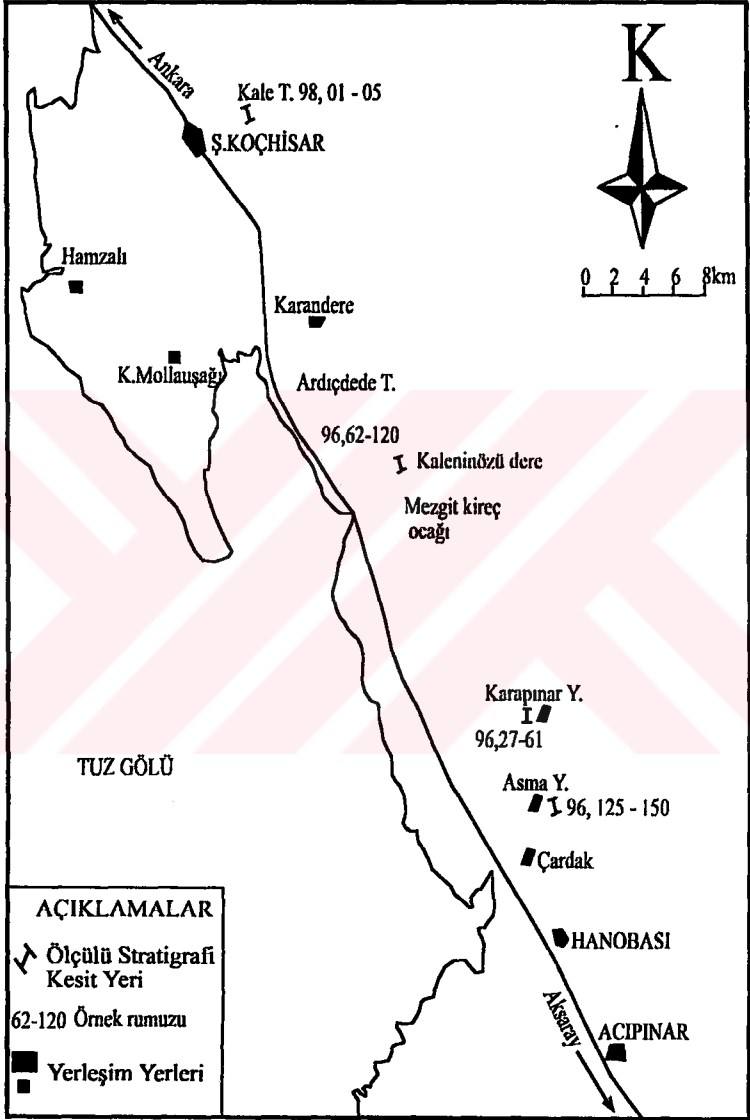 K
Ankara
Kale T. 98, 01 - 05
Ş.KOÇHİSAR
0 2 4 6 8km
Hamzalı
Karandere
K.Mollauşağı
Ardıçdede T.
96,62-120
Kaleninözü dere
Mezgit kireç
ocağı
Karapınar Y.
96,27-61
TUZ GÖLÜ
Asma Y.
96, 125 - 150
Çardak
HANOBASI
Aksaray
ACIPINAR
AÇIKLAMALAR
Ölçülü Stratigrafi
Kesit Yeri
62-120 Örnek rumuzu
Yerleşim Yerleri